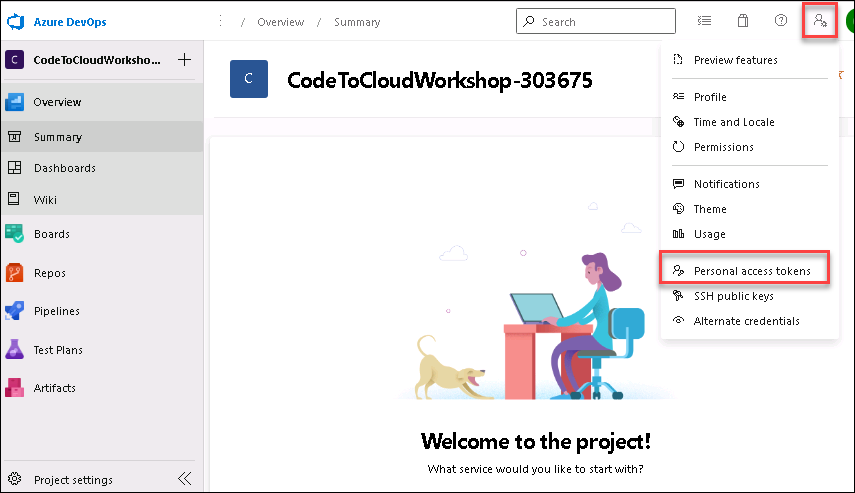 Azure DevOps
/ Overview / Summary
Search
CodeToCloudWorksho...
C
Overview
Summary
Dashboards
Wiki
Boards
Repos
Pipelines
Test Plans
Artifacts
Project settings
C
CodeToCloudWorkshop-303675
Welcome to the project!
What service would you like to start with?
Preview features
Profile
Time and Locale
Permissions
Notifications
Theme
Usage
Personal access tokens
SSH public keys
Alternate credentials